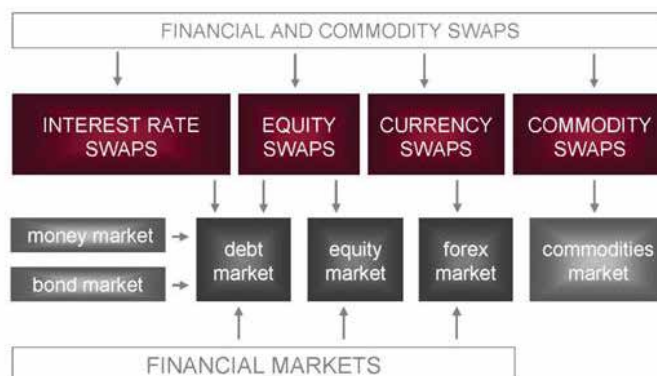 FINANCIAL AND COMMODITY SWAPS
INTEREST RATE
SWAPS
EQUITY
SWAPS
CURRENCY
SWAPS
COMMODITY
SWAPS
money market
bond market
debt
market
equity
market
forex
market
commodities
market
FINANCIAL MARKETS